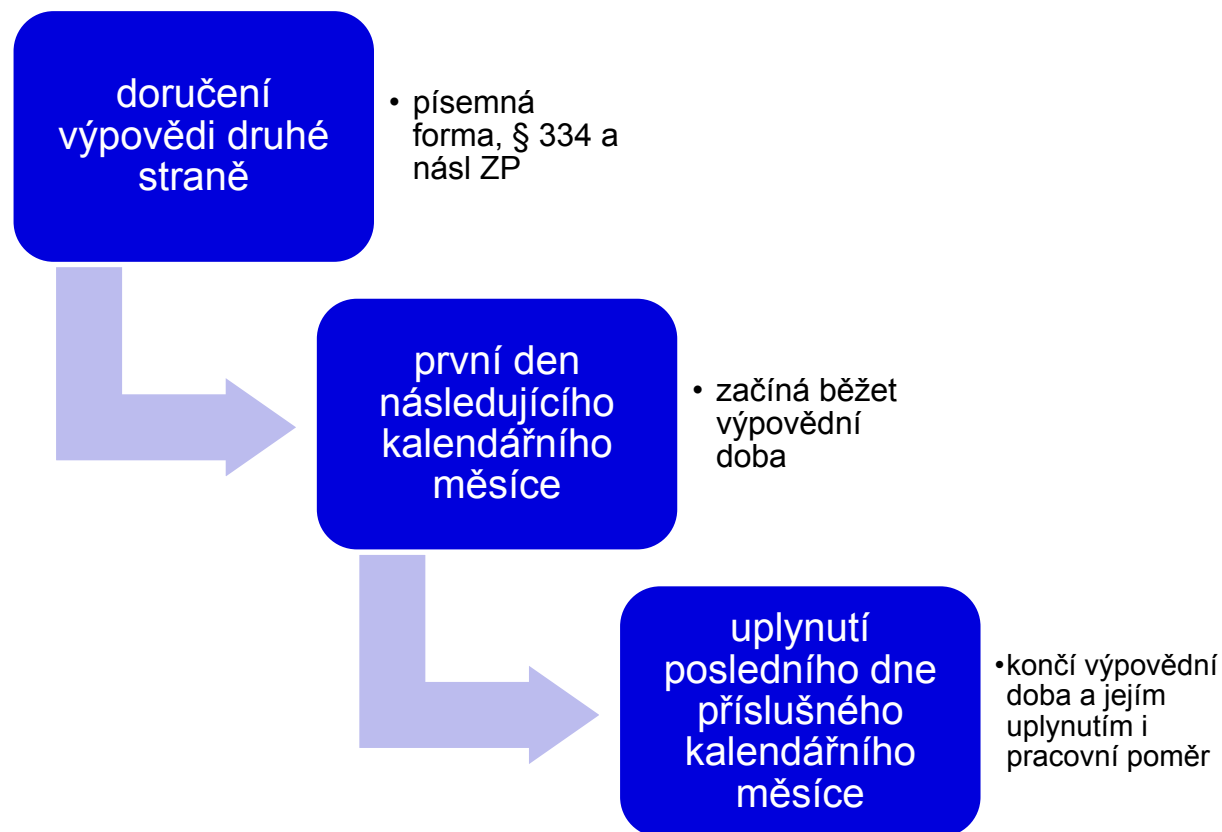 doručení
výpovědi druhé
straně
• písemná
forma, § 334 a
násl ZP
první den
následujícího
kalendářního
měsíce
• začíná běžet
výpovědní
doba
uplynutí
posledního dne
příslušného
kalendářního
měsíce
•končí výpovědní
doba a jejím
uplynutím i
pracovní poměr